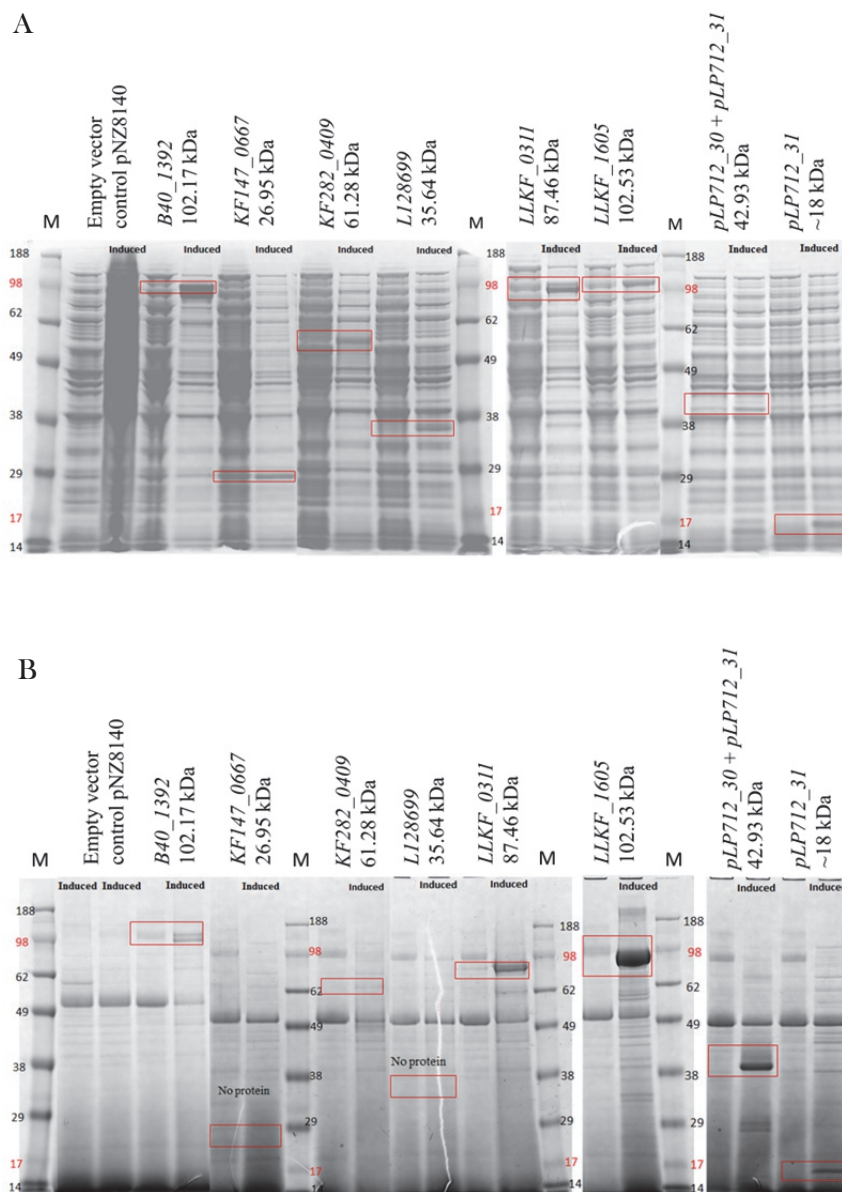 A
M
Empty vector
control pNZ8140
B40_1392
102.17 kDa
KF147_0667
26.95 kDa
KF282_0409
61.28 kDa
L128699
35.64 kDa
M
LLKF_0311
87.46 kDa
LLKF_1605
102.53 kDa
M
pLP712_30 + pLP712_31
42.93 kDa
pLP712_31
~18 kDa
Induced Induced Induced Induced Induced Induced Induced Induced Induced
188
98
62
49
38
29
17
14
188
98
62
49
38
29
17
14
188
98
62
49
38
29
17
14
B
M
Empty vector
control pNZ8140
B40_1392
102.17 kDa
KF147_0667
26.95 kDa
M
KF282_0409
61.28 kDa
L128699
35.64 kDa
LLKF_0311
87.46 kDa
M
LLKF_1605
102.53 kDa
M
pLP712_30 + pLP712_31
42.93 kDa
pLP712_31
~18 kDa
Induced Induced Induced Induced Induced Induced Induced Induced Induced Induced
188
98
62
49
38
29
17
14
No protein
188
98
62
49
38
29
17
14
No protein
188
98
62
49
38
29
17
14
188
98
62
49
38
29
17
14